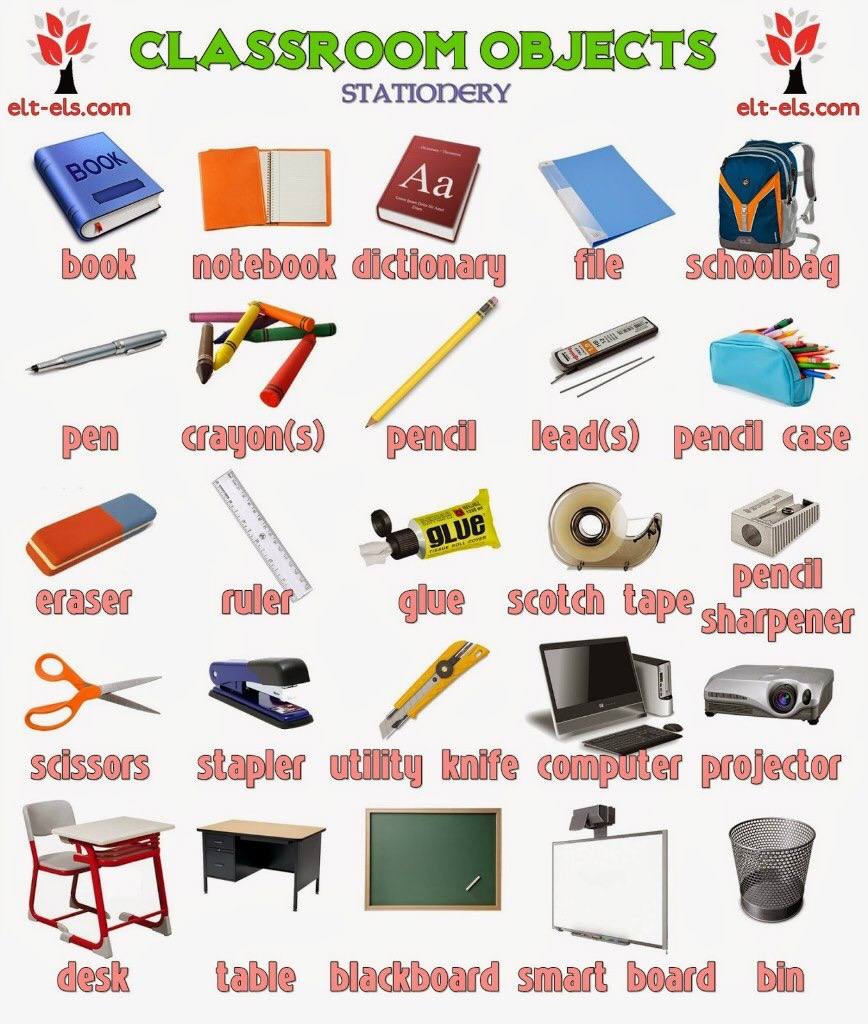 CLASSROOM OBJECTS
STATIONERY
elt-els.com
elt-els.com
BOOK
Aa
book
notebook
dictionary
file
schoolbag
pen
crayon(s)
pencil
lead(s)
pencil case
GLUE
eraser
ruler
glue
scotch tape
pencil
sharpener
scissors
stapler
utility knife
computer
projector
desk
table
blackboard
smart board
bin